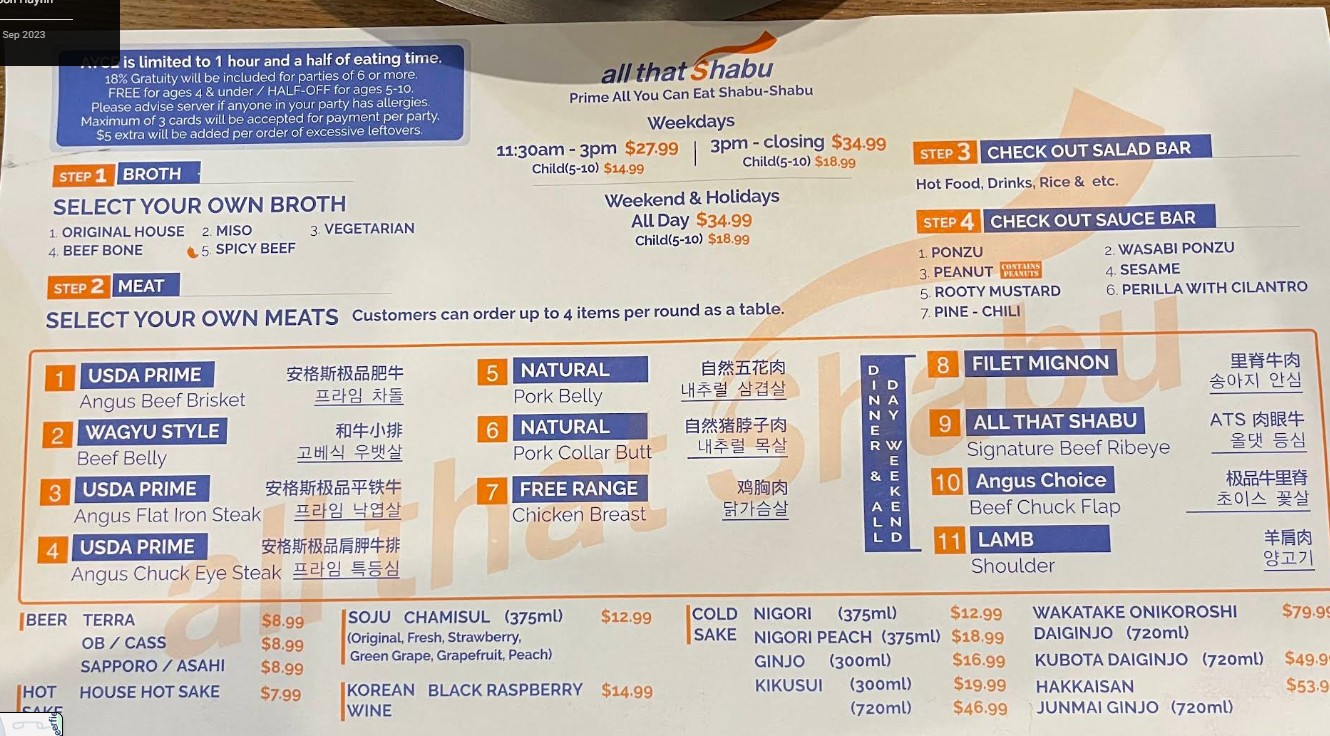 Sep 2023
AYCE is limited to 1 hour and a half of eating time.
18% Gratuity will be included for parties of 6 or more.
FREE for ages 4 & under / HALF-OFF for ages 5-10.
Please advise server if anyone in your party has allergies.
Maximum of 3 cards will be accepted for payment per party.
$5 extra will be added per order of excessive leftovers.
all that Shabu
Prime All You Can Eat Shabu-Shabu
Weekdays
11:30am - 3pm $27.99 | 3pm - closing $34.99
Child(5-10) $14.99 Child(5-10) $18.99
Weekend & Holidays
All Day $34.99
Child(5-10) $18.99
STEP 1 BROTH
SELECT YOUR OWN BROTH
1. ORIGINAL HOUSE 2. MISO 3. VEGETARIAN
4. BEEF BONE 5. SPICY BEEF
STEP 2 MEAT
SELECT YOUR OWN MEATS Customers can order up to 4 items per round as a table.
STEP 3 CHECK OUT SALAD BAR
Hot Food, Drinks, Rice & etc.
STEP 4 CHECK OUT SAUCE BAR
1. PONZU 2. WASABI PONZU
3. PEANUT CONTAINS PEANUTS 4. SESAME
5. ROOTY MUSTARD 6. PERILLA WITH CILANTRO
7. PINE - CHILI
1 USDA PRIME 安格斯极品肥牛
Angus Beef Brisket 프라임 차돌
2 WAGYU STYLE 和牛小排
Beef Belly 고베식 우뱃살
3 USDA PRIME 安格斯极品平铁牛
Angus Flat Iron Steak 프라임 낙엽살
4 USDA PRIME 安格斯极品肩胛牛排
Angus Chuck Eye Steak 프라임 특등심
5 NATURAL 自然五花肉
Pork Belly 내추럴 삼겹살
6 NATURAL 自然猪脖子肉
Pork Collar Butt 내추럴 목살
7 FREE RANGE 鸡胸肉
Chicken Breast 닭가슴살
DINNER & ALL
DAY WEEKEND
8 FILET MIGNON 里脊牛肉
송아지 안심
9 ALL THAT SHABU ATS 肉眼牛
Signature Beef Ribeye 올댓 등심
10 Angus Choice 极品牛里脊
Beef Chuck Flap 초이스 꽃살
11 LAMB 羊肩肉
Shoulder 양고기
all that Shabu
BEER TERRA $8.99
OB / CASS $8.99
SAPPORO / ASAHI $8.99
HOT HOUSE HOT SAKE $7.99
SAKE
SOJU CHAMISUL (375ml) $12.99
(Original, Fresh, Strawberry,
Green Grape, Grapefruit, Peach)
KOREAN BLACK RASPBERRY $14.99
WINE
COLD NIGORI (375ml) $12.99
SAKE NIGORI PEACH (375ml) $18.99
GINJO (300ml) $16.99
KIKUSUI (300ml) $19.99
(720ml) $46.99
WAKATAKE ONIKOROSHI $79.99
DAIGINJO (720ml)
KUBOTA DAIGINJO (720ml) $49.9
HAKKAISAN $53.9
JUNMAI GINJO (720ml)